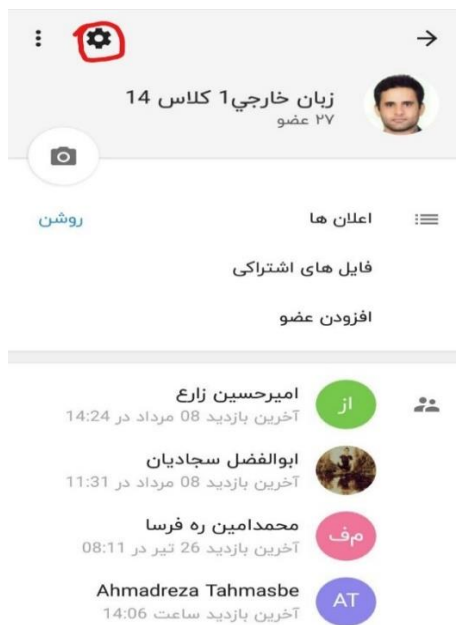 زبان خارجي1 كلاس 14
۲۷ عضو
اعلان ها
روشن
فایل های اشتراکی
افزودن عضو
امیرحسین زارع
از
آخرین بازدید 08 مرداد در 14:24
ابوالفضل سجادیان
آخرین بازدید 08 مرداد در 11:31
محمدامین ره فرسا
مف
آخرین بازدید 26 تیر در 08:11
Ahmadreza Tahmasbe
AT
آخرین بازدید ساعت 14:06